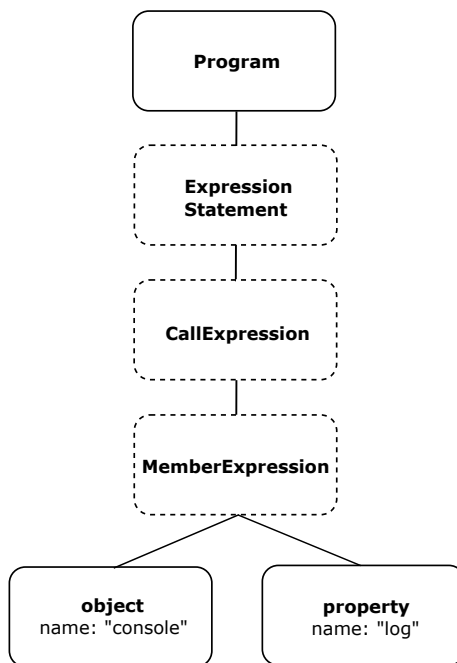 Program
Expression
Statement
CallExpression
MemberExpression
object
name: "console"
property
name: "log"